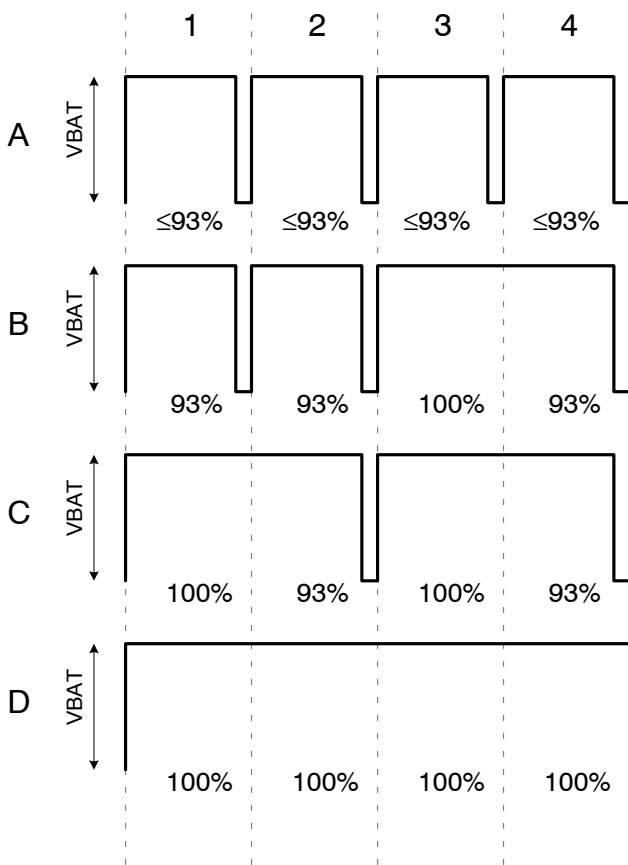 1 2 3 4
A VBAT
≤93% ≤93% ≤93% ≤93%
B VBAT
93% 93% 100% 93%
C VBAT
100% 93% 100% 93%
D VBAT
100% 100% 100% 100%